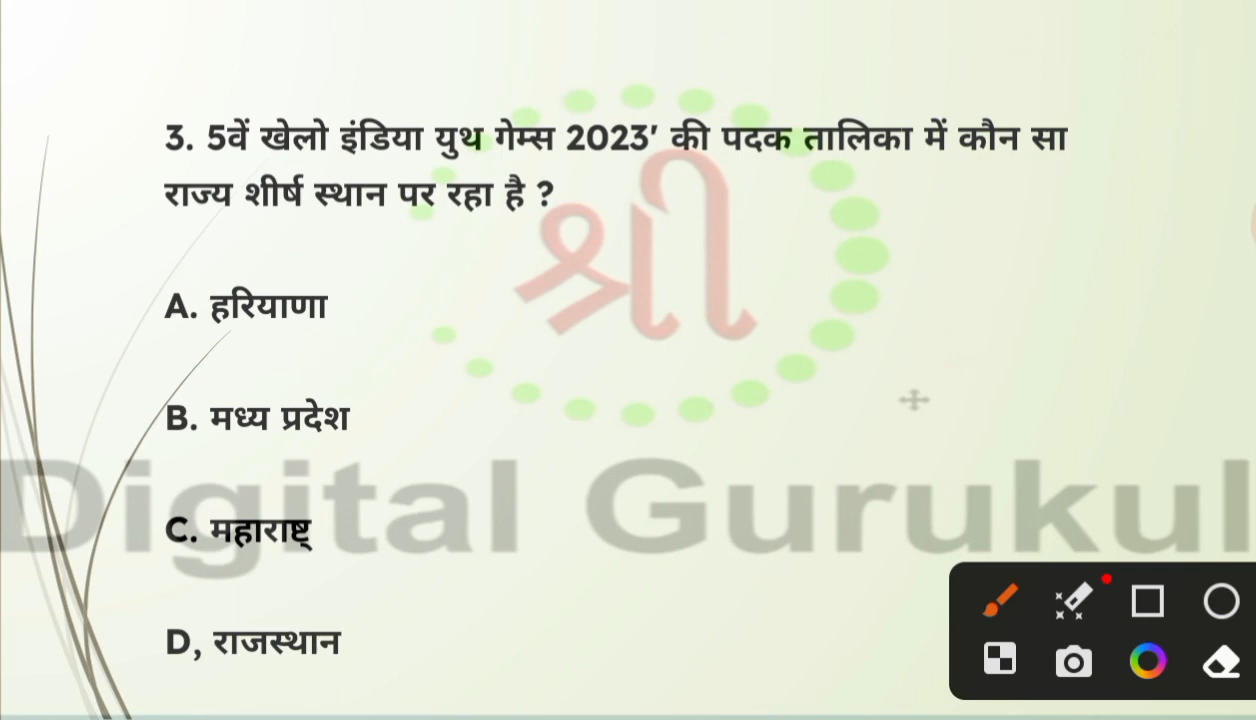 3. 5वें खेलो इंडिया युथ गेम्स 2023' की पदक तालिका में कौन सा
राज्य शीर्ष स्थान पर रहा है ?
श्री
A. हरियाणा
B. मध्य प्रदेश
Digital Gurukul
C. महाराष्ट्
D, राजस्थान